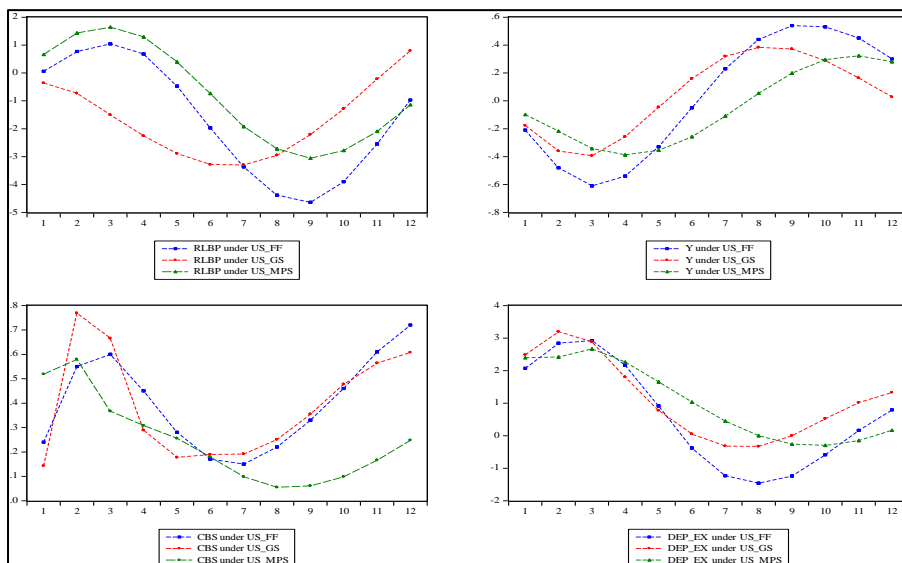 2
1
0
-1
-2
-3
-4
-5
1 2 3 4 5 6 7 8 9 10 11 12
RLBP under US_FF
RLBP under US_GS
RLBP under US_MPS
.6
.4
.2
.0
-.2
-.4
-.6
-.8
1 2 3 4 5 6 7 8 9 10 11 12
Y under US_FF
Y under US_GS
Y under US_MPS
.8
.7
.6
.5
.4
.3
.2
.1
.0
1 2 3 4 5 6 7 8 9 10 11 12
CBS under US_FF
CBS under US_GS
CBS under US_MPS
4
3
2
1
0
-1
-2
1 2 3 4 5 6 7 8 9 10 11 12
DEP_EX under US_FF
DEP_EX under US_GS
DEP_EX under US_MPS